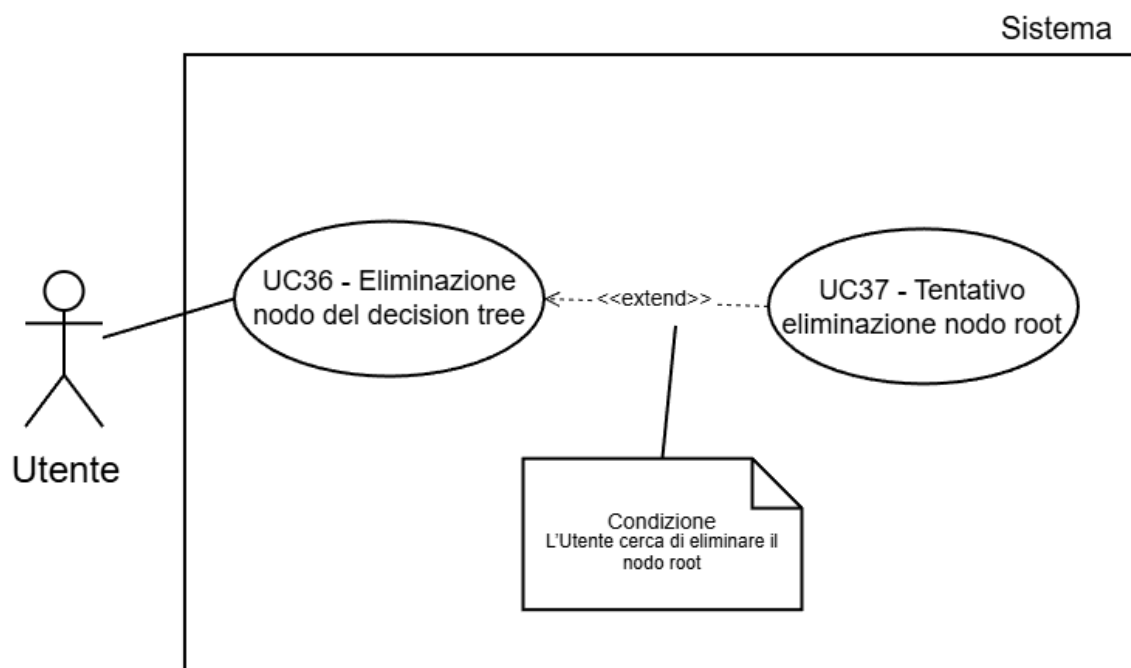 Sistema
UC36 - Eliminazione
nodo del decision tree
<<extend>>
UC37 - Tentativo
eliminazione nodo root
Utente
Condizione
L'Utente cerca di eliminare il
nodo root